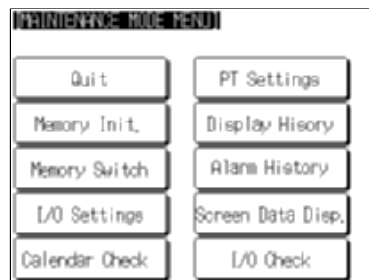 [MAINTENANCE MODE MENU]
Quit
PT Settings
Memory Init.
Display Hisory
Memory Switch
Alarm History
I/O Settings
Screen Data Disp.
Calendar Check
I/O Check